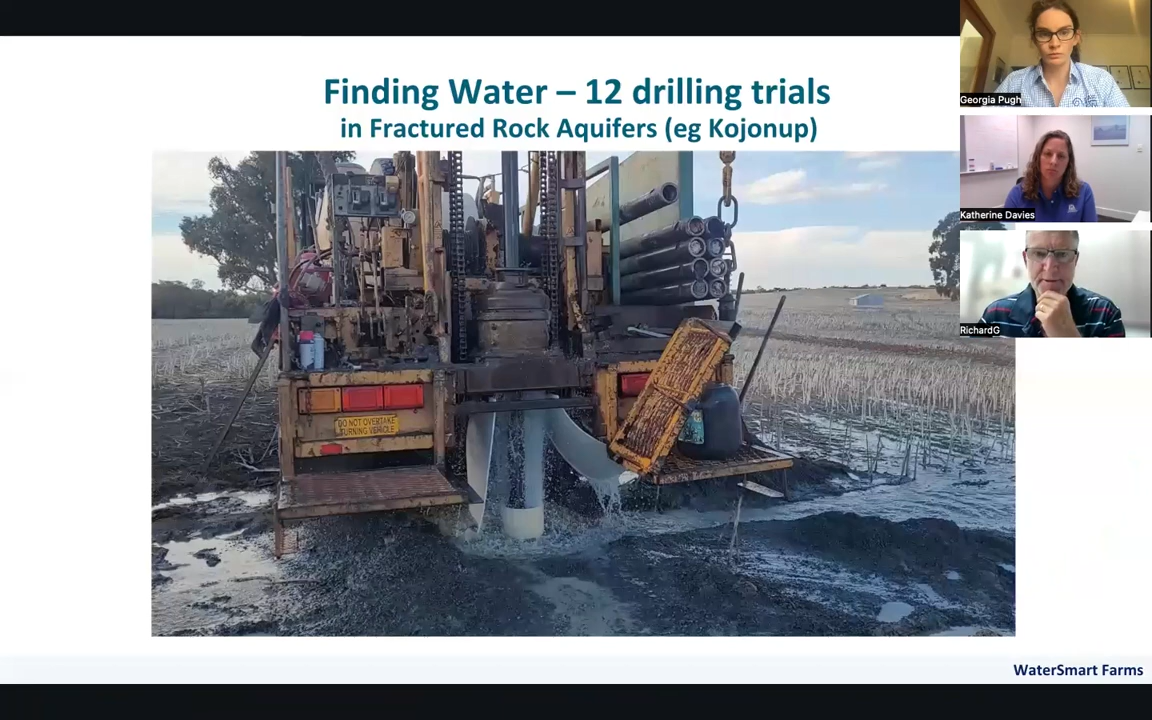 Finding Water – 12 drilling trials
in Fractured Rock Aquifers (eg Kojonup)
Georgia Pugh
Katherine Davies
RichardG
DO NOT OVERTAKE
TURNING VEHICLE
WaterSmart Farms